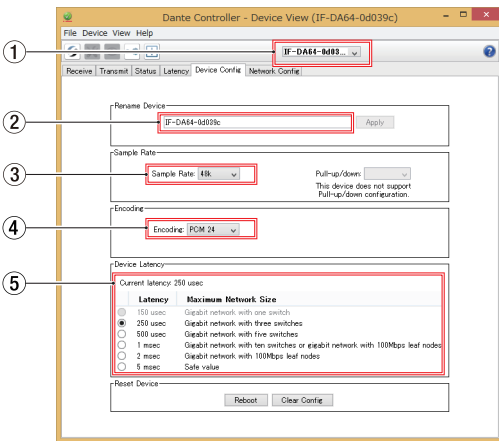 Dante Controller - Device View (IF-DA64-0d039c)
File Device View Help
① IF-DA64-0d03...
Receive Transmit Status Latency Device Config Network Config
Rename Device
② IF-DA64-0d039c Apply
Sample Rate
③ Sample Rate: 48k Pull-up/down:
This device does not support
Pull-up/down configuration.
Encoding
④ Encoding: PCM 24
Device Latency
⑤ Current latency: 250 usec
Latency Maximum Network Size
150 usec Gigabit network with one switch
250 usec Gigabit network with three switches
500 usec Gigabit network with five switches
1 msec Gigabit network with ten switches or gigabit network with 100Mbps leaf nodes
2 msec Gigabit network with 100Mbps leaf nodes
5 msec Safe value
Reset Device
Reboot Clear Config